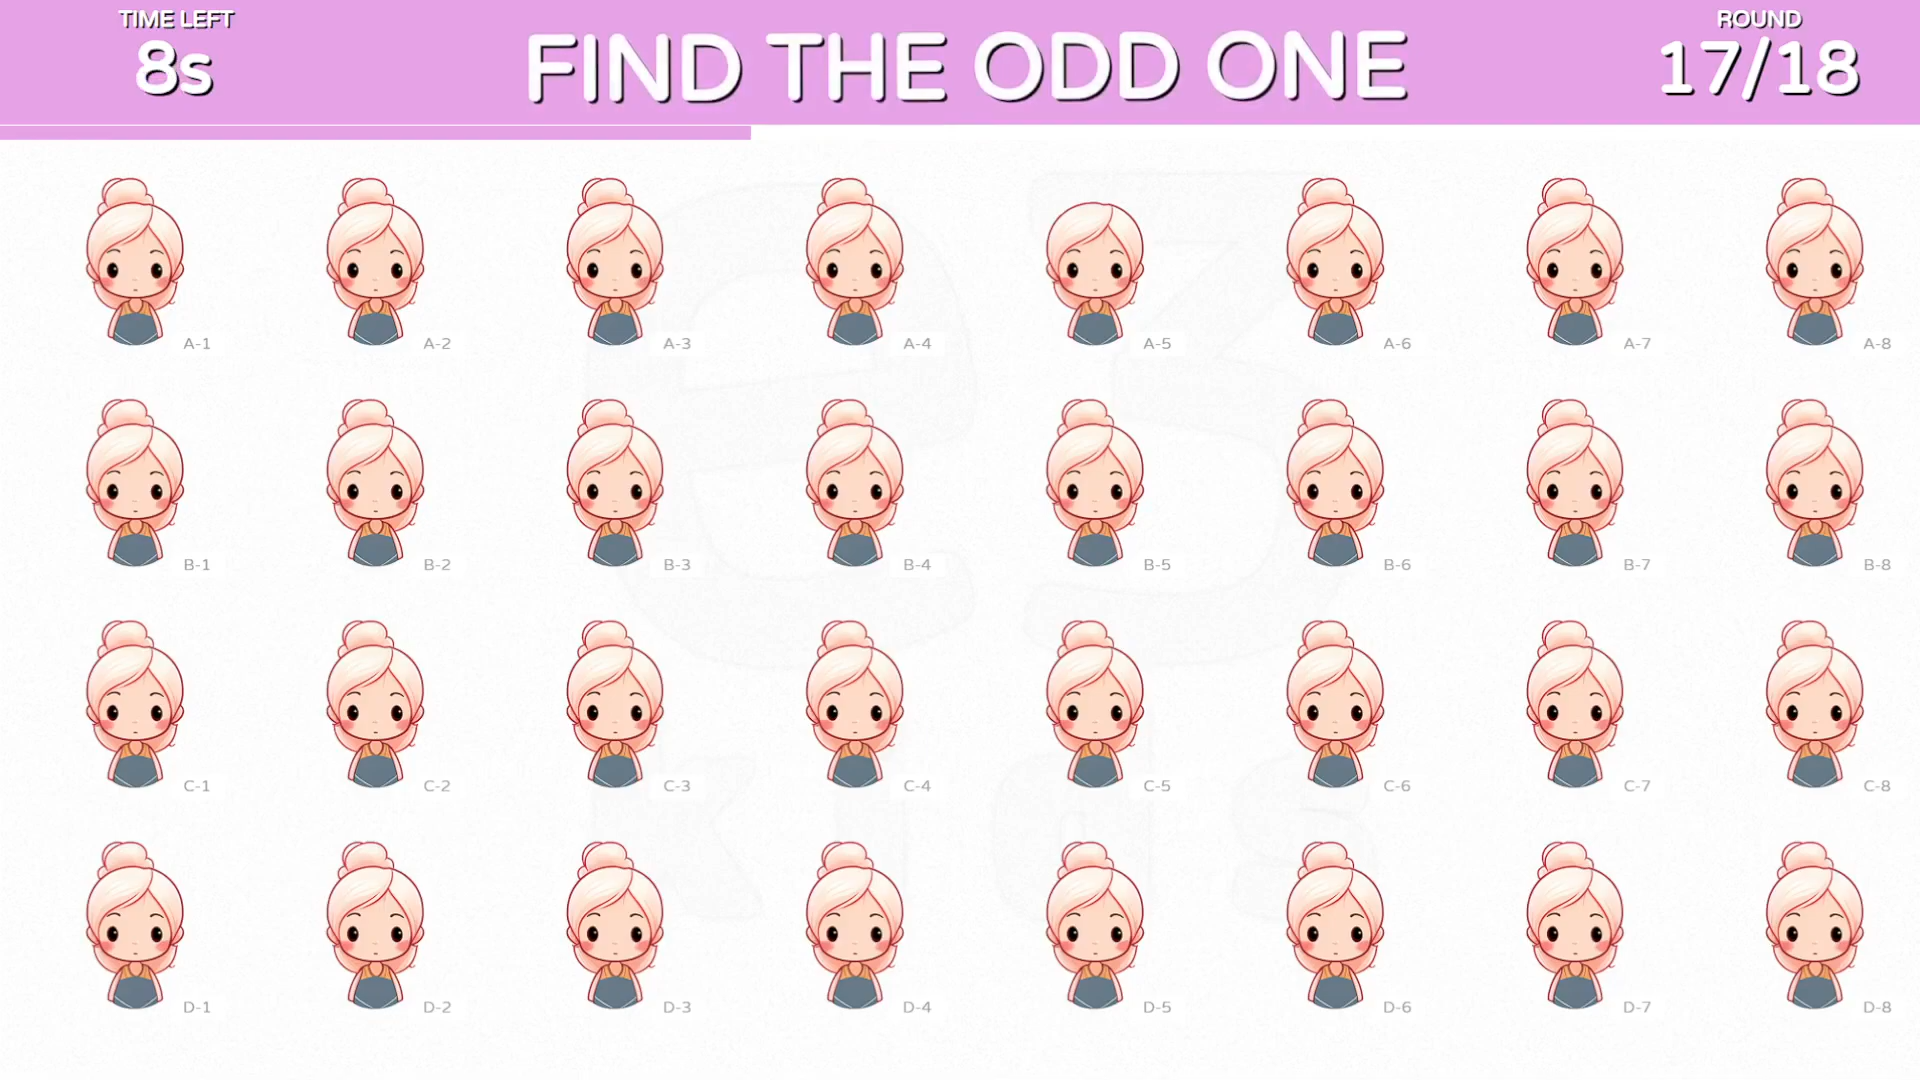 TIME LEFT
8s
FIND THE ODD ONE
ROUND
17/18
A-1 A-2 A-3 A-4 A-5 A-6 A-7 A-8
B-1 B-2 B-3 B-4 B-5 B-6 B-7 B-8
C-1 C-2 C-3 C-4 C-5 C-6 C-7 C-8
D-1 D-2 D-3 D-4 D-5 D-6 D-7 D-8
e3
kids